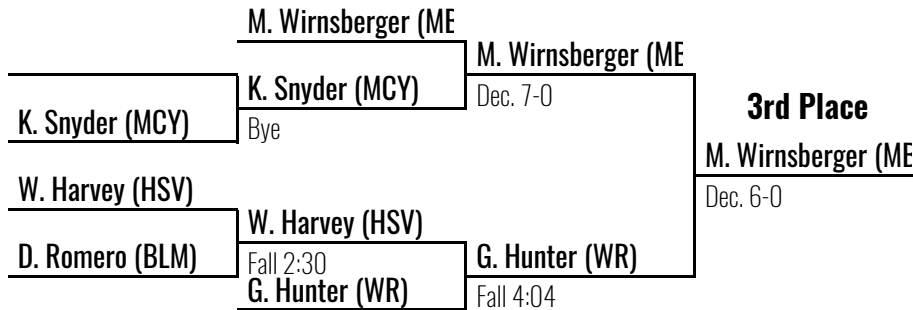 M. Wirnsberger (ME
M. Wirnsberger (ME
K. Snyder (MCY)
Dec. 7-0
K. Snyder (MCY)
Bye
3rd Place
M. Wirnsberger (ME
W. Harvey (HSV)
Dec. 6-0
W. Harvey (HSV)
D. Romero (BLM)
Fall 2:30
G. Hunter (WR)
G. Hunter (WR)
Fall 4:04